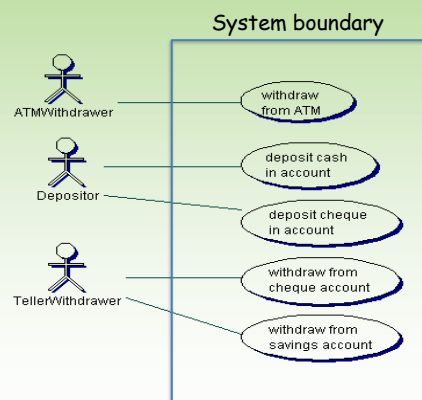 System boundary
ATMWithdrawer
withdraw
from ATM
Depositor
deposit cash
in account
deposit cheque
in account
TellerWithdrawer
withdraw from
cheque account
withdraw from
savings account